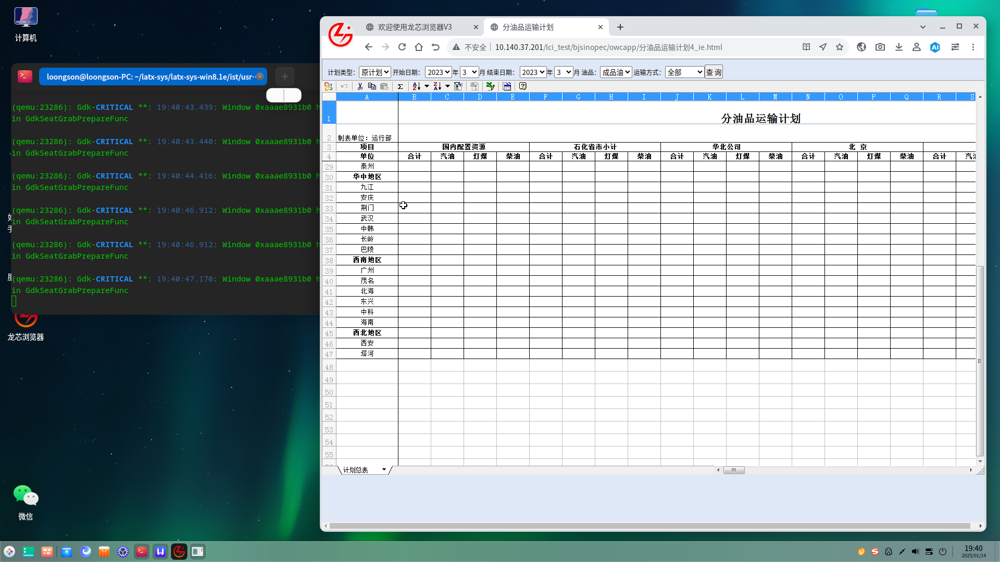 计算机
loongson@loongson-PC: ~/latx-sys/latx-sys-win8.1e/ist/usr
(qemu:23286): Gdk-CRITICAL **: 19:40:43.439: Window 0xaaae8931b0 h
in GdkSeatGrabPrepareFunc
(qemu:23286): Gdk-CRITICAL **: 19:40:43.440: Window 0xaaae8931b0 h
in GdkSeatGrabPrepareFunc
(qemu:23286): Gdk-CRITICAL **: 19:40:44.416: Window 0xaaae8931b0 h
in GdkSeatGrabPrepareFunc
(qemu:23286): Gdk-CRITICAL **: 19:40:46.912: Window 0xaaae8931b0 h
in GdkSeatGrabPrepareFunc
(qemu:23286): Gdk-CRITICAL **: 19:40:46.912: Window 0xaaae8931b0 h
in GdkSeatGrabPrepareFunc
(qemu:23286): Gdk-CRITICAL **: 19:40:47.170: Window 0xaaae8931b0 h
in GdkSeatGrabPrepareFunc
龙芯浏览器
微信
欢迎使用龙芯浏览器V3
分油品运输计划
不安全 10.140.37.201/lci_test/bjsinopec/owcapp/分油品运输计划4_ie.html
AI
计划类型: 原计划 开始日期: 2023 年 3 月 结束日期: 2023 年 3 月 油品: 成品油 运输方式: 全部 查 询
A B C D E F G H I J K L M N O P Q R S
1 分油品运输计划
2 制表单位: 运行部
3 项目 国内配置资源 石化省市小计 华北公司 北 京
4 单位 合计 汽油 灯煤 柴油 合计 汽油 灯煤 柴油 合计 汽油 灯煤 柴油 合计 汽油 灯煤 柴油 合计
29 泰州
30 华中地区
31 九江
32 安庆
33 荆门
34 武汉
35 中韩
36 长岭
37 巴陵
38 西南地区
39 广州
40 茂名
41 北海
42 东兴
43 中科
44 海南
45 西北地区
46 西安
47 塔河
48
49
50
51
52
53
54
55
计划总表
19:40
2025/01/14